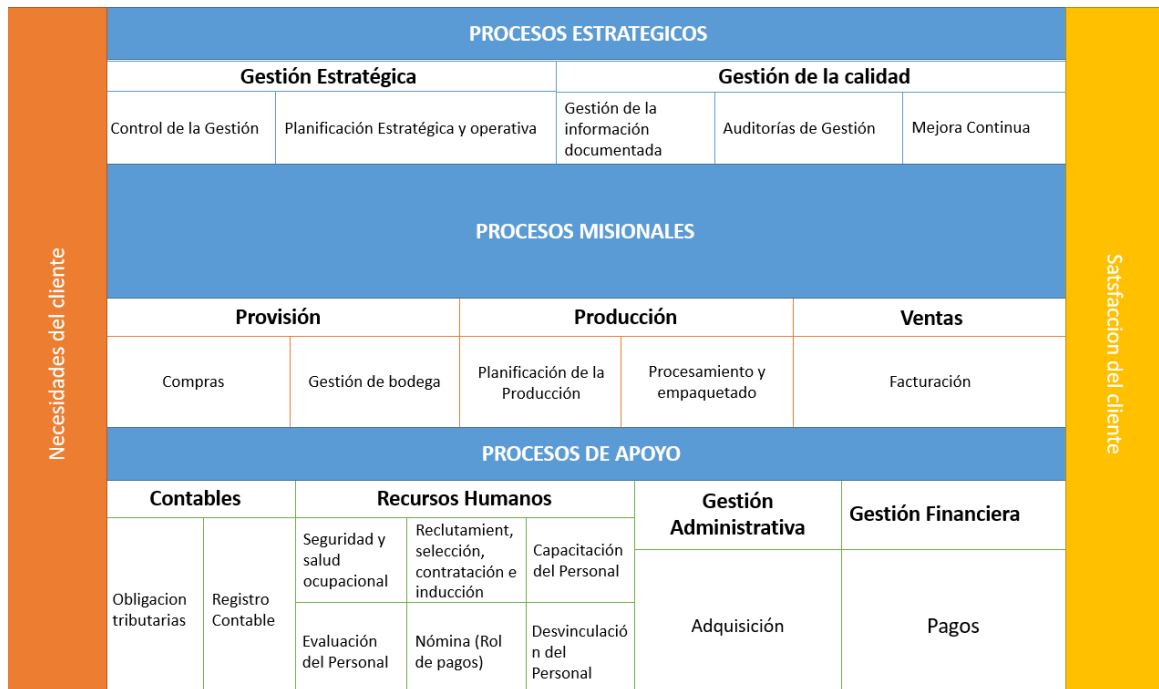 PROCESOS ESTRATEGICOS
Gestión Estratégica
Gestión de la calidad
Control de la Gestión
Planificación Estratégica y operativa
Gestión de la
información
documentada
Auditorías de Gestión
Mejora Continua
Necesidades del cliente
PROCESOS MISIONALES
Satsfaccion del cliente
Provisión
Producción
Ventas
Compras
Gestión de bodega
Planificación de la
Producción
Procesamiento y
empaquetado
Facturación
PROCESOS DE APOYO
Contables
Recursos Humanos
Gestión
Administrativa
Gestión Financiera
Obligacion
tributarias
Registro
Contable
Seguridad y
salud
ocupacional
Reclutamient,
selección,
contratación e
inducción
Capacitación
del Personal
Evaluación
del Personal
Nómina (Rol
de pagos)
Desvinculació
n del
Personal
Adquisición
Pagos